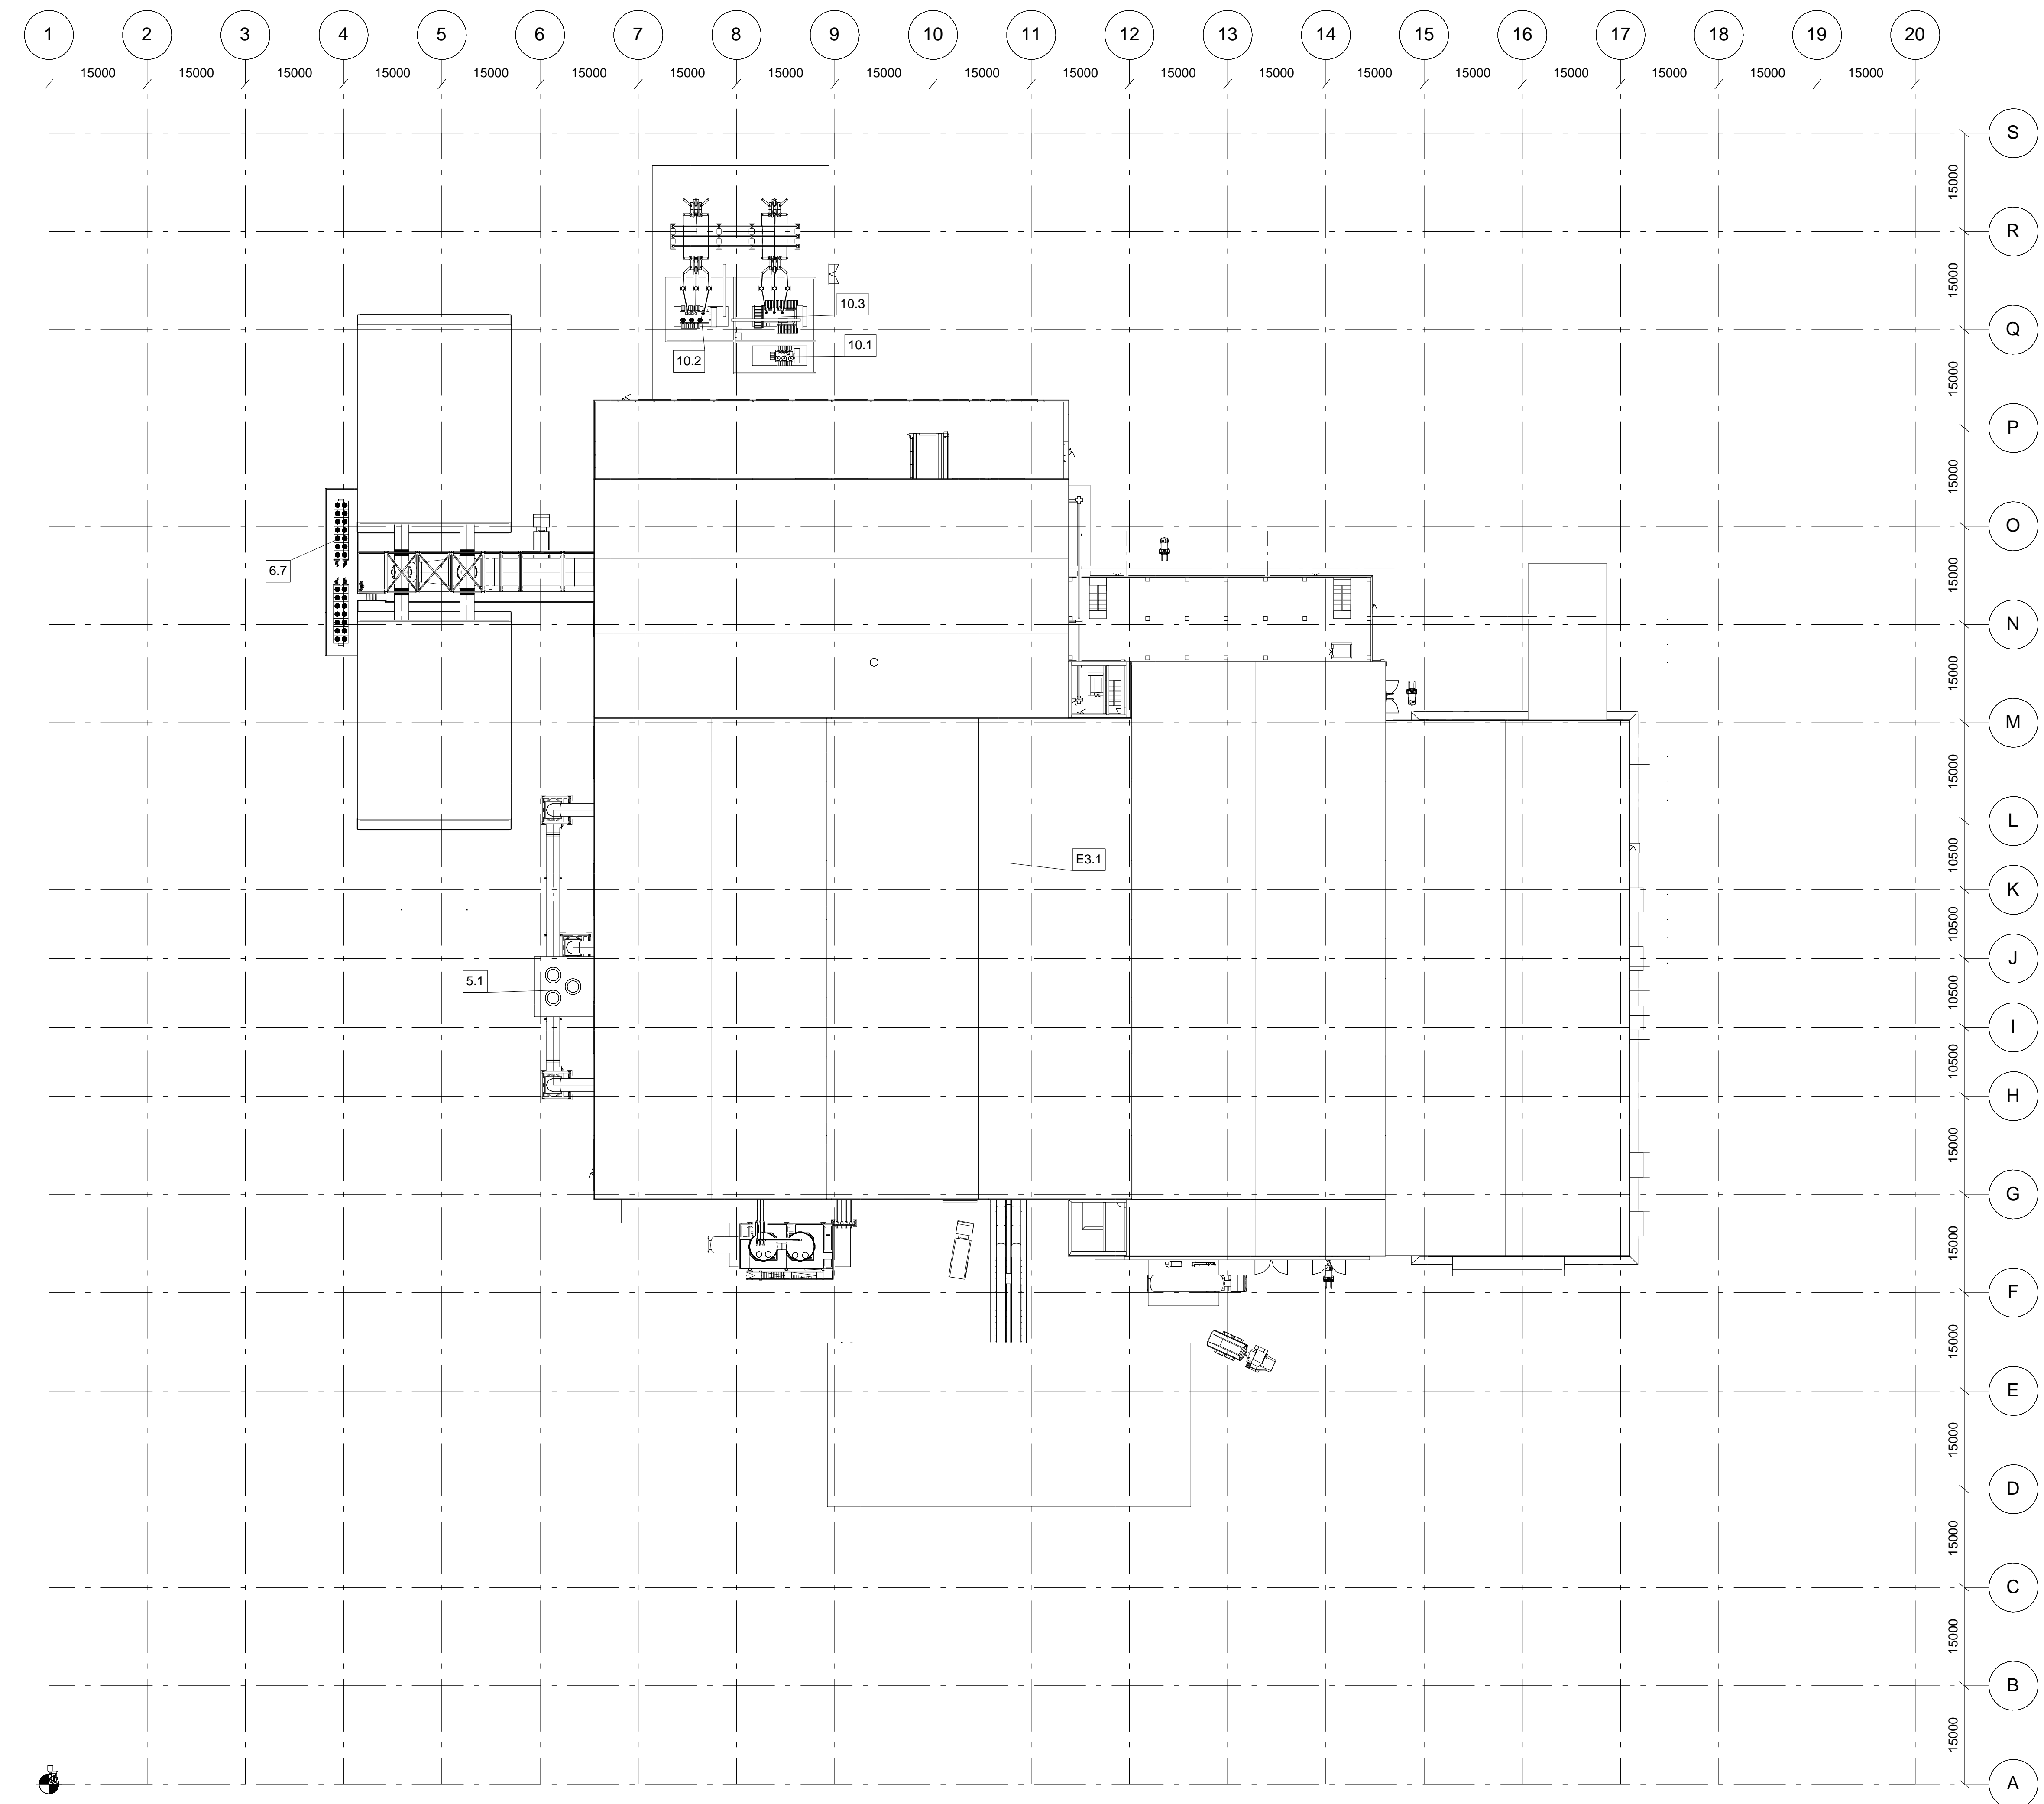 1 2 3 4 5 6 7 8 9 10 11 12 13 14 15 16 17 18 19 20
15000 15000 15000 15000 15000 15000 15000 15000 15000 15000 15000 15000 15000 15000 15000 15000 15000 15000 15000
S
15000
R
15000
10.3
Q
10.1
10.2
15000
P
15000
O
6.7
15000
N
15000
M
15000
L
10500
E3.1
K
10500
J
5.1
10500
I
10500
H
15000
G
15000
F
15000
E
15000
D
15000
C
15000
B
15000
A